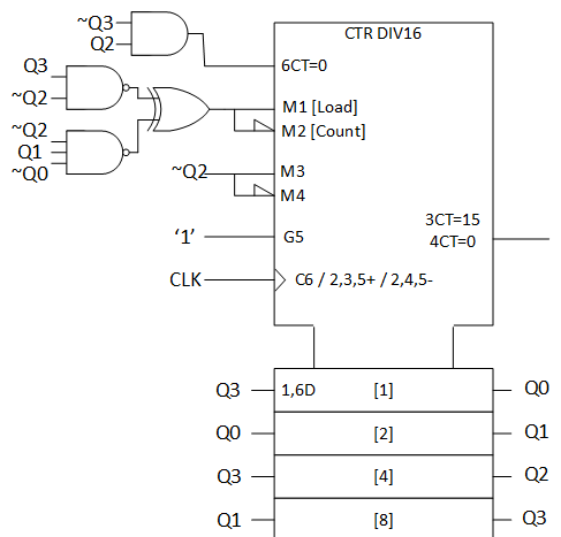 ~Q3
Q2
Q3
~Q2
~Q2
Q1
~Q0
~Q2
‘1’
CLK
CTR DIV16
6CT=0
M1 [Load]
M2 [Count]
M3
M4
G5
3CT=15
4CT=0
C6 / 2,3,5+ / 2,4,5-
Q3 1,6D [1] Q0
Q0 [2] Q1
Q3 [4] Q2
Q1 [8] Q3